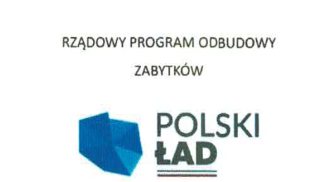 RZĄDOWY PROGRAM ODBUDOWY
ZABYTKÓW
POLSKI
ŁAD